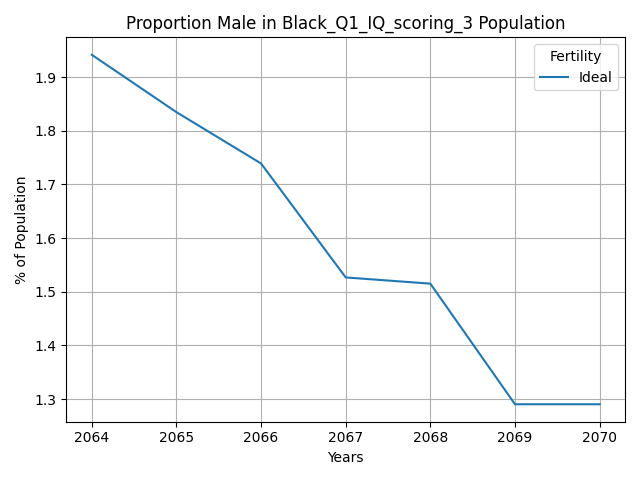 Proportion Male in Black_Q1_IQ_scoring_3 Population
Fertility
Ideal
% of Population
1.9
1.8
1.7
1.6
1.5
1.4
1.3
2064 2065 2066 2067 2068 2069 2070
Years